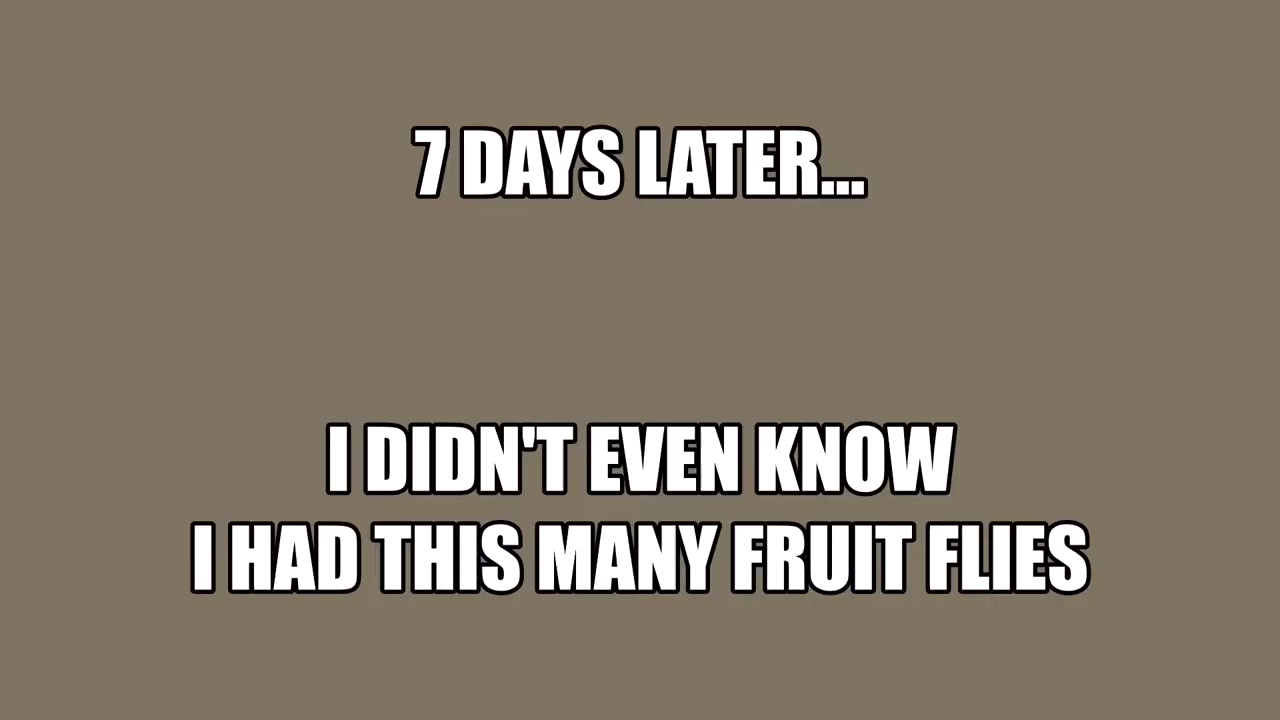 7 DAYS LATER...
I DIDN'T EVEN KNOW
I HAD THIS MANY FRUIT FLIES